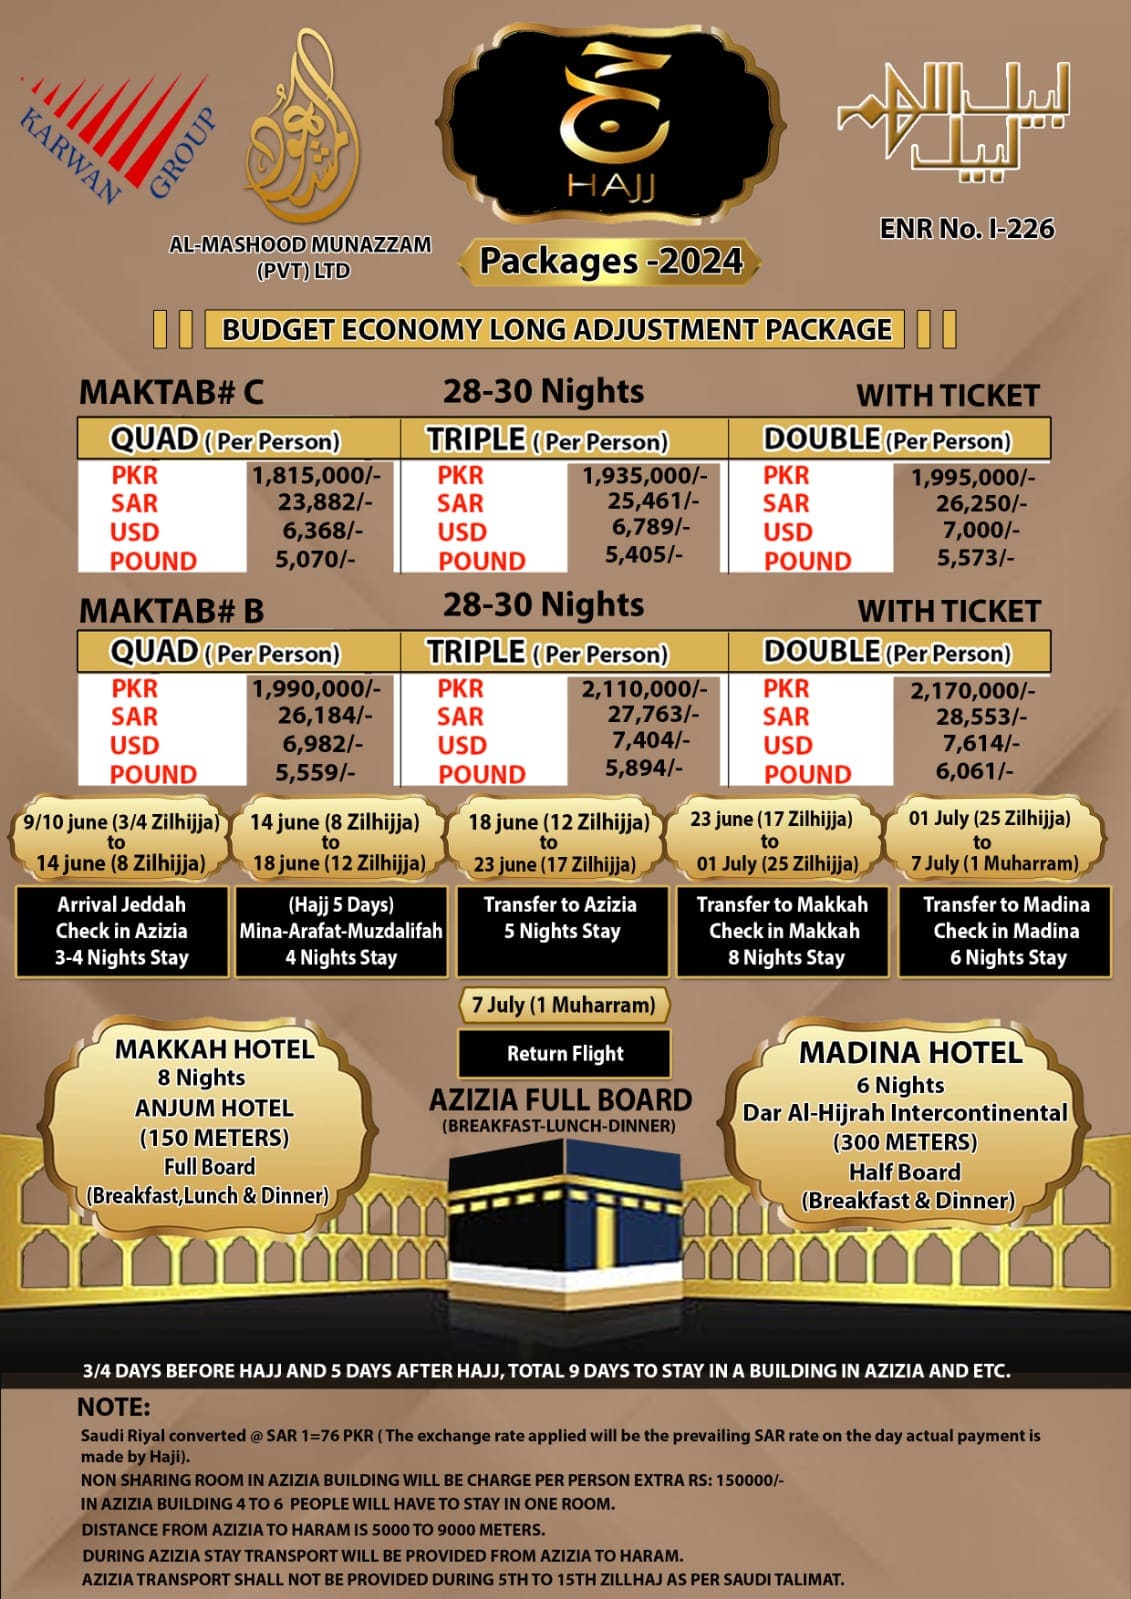 KARWAN GROUP
المشہود
حج
HAJJ
لبيك اللهم
لبيك
AL-MASHOOD MUNAZZAM
(PVT) LTD
ENR No. I-226
Packages -2024
BUDGET ECONOMY LONG ADJUSTMENT PACKAGE
MAKTAB# C 28-30 Nights WITH TICKET
QUAD ( Per Person) TRIPLE ( Per Person) DOUBLE (Per Person)
PKR 1,815,000/- PKR 1,935,000/- PKR 1,995,000/-
SAR 23,882/- SAR 25,461/- SAR 26,250/-
USD 6,368/- USD 6,789/- USD 7,000/-
POUND 5,070/- POUND 5,405/- POUND 5,573/-
MAKTAB# B 28-30 Nights WITH TICKET
QUAD ( Per Person) TRIPLE ( Per Person) DOUBLE (Per Person)
PKR 1,990,000/- PKR 2,110,000/- PKR 2,170,000/-
SAR 26,184/- SAR 27,763/- SAR 28,553/-
USD 6,982/- USD 7,404/- USD 7,614/-
POUND 5,559/- POUND 5,894/- POUND 6,061/-
9/10 june (3/4 Zilhijja)
to
14 june (8 Zilhijja)
Arrival Jeddah
Check in Azizia
3-4 Nights Stay
14 june (8 Zilhijja)
to
18 june (12 Zilhijja)
(Hajj 5 Days)
Mina-Arafat-Muzdalifah
4 Nights Stay
18 june (12 Zilhijja)
to
23 june (17 Zilhijja)
Transfer to Azizia
5 Nights Stay
23 june (17 Zilhijja)
to
01 July (25 Zilhijja)
Transfer to Makkah
Check in Makkah
8 Nights Stay
01 July (25 Zilhijja)
to
7 July (1 Muharram)
Transfer to Madina
Check in Madina
6 Nights Stay
7 July (1 Muharram)
Return Flight
MAKKAH HOTEL
8 Nights
ANJUM HOTEL
(150 METERS)
Full Board
(Breakfast,Lunch & Dinner)
AZIZIA FULL BOARD
(BREAKFAST-LUNCH-DINNER)
MADINA HOTEL
6 Nights
Dar Al-Hijrah Intercontinental
(300 METERS)
Half Board
(Breakfast & Dinner)
3/4 DAYS BEFORE HAJJ AND 5 DAYS AFTER HAJJ, TOTAL 9 DAYS TO STAY IN A BUILDING IN AZIZIA AND ETC.
NOTE:
Saudi Riyal converted @ SAR 1=76 PKR ( The exchange rate applied will be the prevailing SAR rate on the day actual payment is
made by Haji).
NON SHARING ROOM IN AZIZIA BUILDING WILL BE CHARGE PER PERSON EXTRA RS: 150000/-
IN AZIZIA BUILDING 4 TO 6 PEOPLE WILL HAVE TO STAY IN ONE ROOM.
DISTANCE FROM AZIZIA TO HARAM IS 5000 TO 9000 METERS.
DURING AZIZIA STAY TRANSPORT WILL BE PROVIDED FROM AZIZIA TO HARAM.
AZIZIA TRANSPORT SHALL NOT BE PROVIDED DURING 5TH TO 15TH ZILLHAJ AS PER SAUDI TALIMAT.